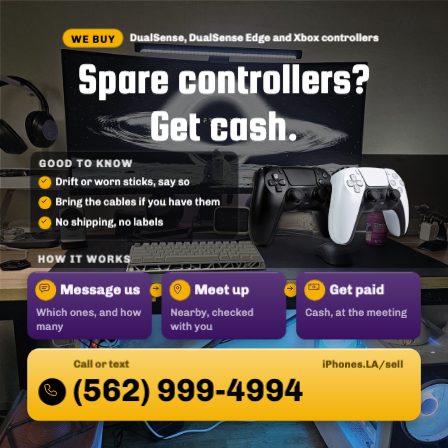 WE BUY DualSense, DualSense Edge and Xbox controllers
Spare controllers?
Get cash.
GOOD TO KNOW
Drift or worn sticks, say so
Bring the cables if you have them
No shipping, no labels
HOW IT WORKS
Message us
Which ones, and how
many
Meet up
Nearby, checked
with you
Get paid
Cash, at the meeting
Call or text
iPhones.LA/sell
(562) 999-4994